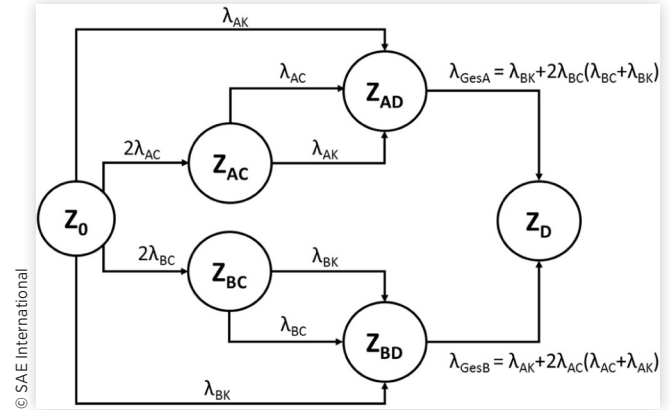 λAK
λAC
ZAD
λGesA = λBK+2λBC(λBC+λBK)
2λAC
ZAC
λAK
Z0
ZD
2λBC
ZBC
λBK
λBC
ZBD
λGesB = λAK+2λAC(λAC+λAK)
λBK
© SAE International